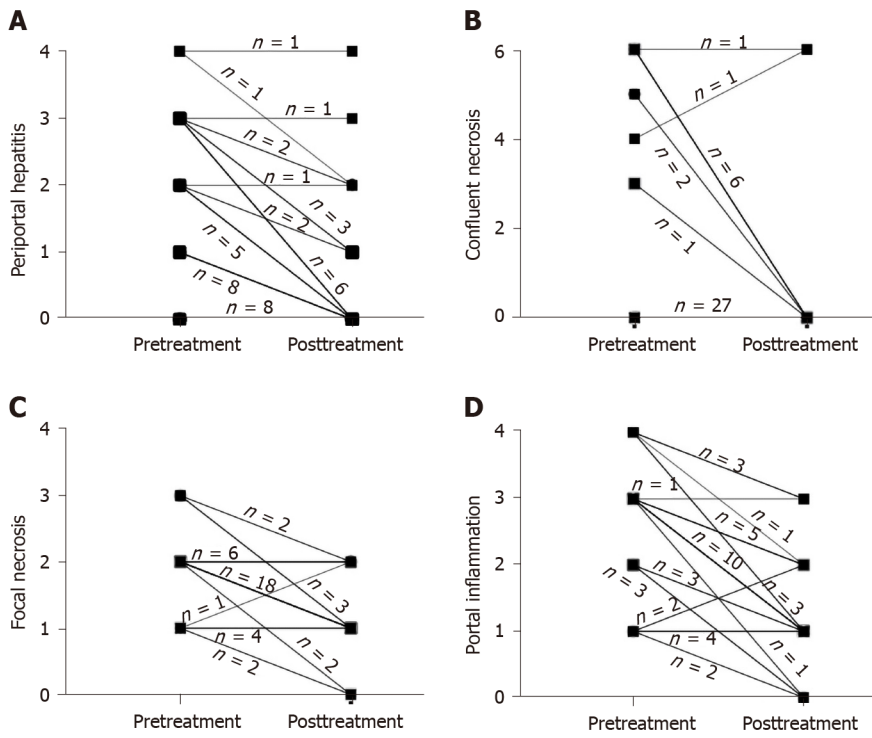 A
Periportal hepatitis
4
3
2
1
0
n = 1
n = 1
n = 1
n = 2
n = 1
n = 3
n = 2
n = 5
n = 6
n = 8
n = 8
Pretreatment Posttreatment
B
Confluent necrosis
6
4
2
0
n = 1
n = 1
n = 6
n = 2
n = 1
n = 27
Pretreatment Posttreatment
C
Focal necrosis
4
3
2
1
0
n = 2
n = 6
n = 18
n = 3
n = 1
n = 4
n = 2
n = 2
Pretreatment Posttreatment
D
Portal inflammation
4
3
2
1
0
n = 3
n = 1
n = 5
n = 1
n = 10
n = 3
n = 3
n = 3
n = 2
n = 4
n = 1
n = 2
Pretreatment Posttreatment